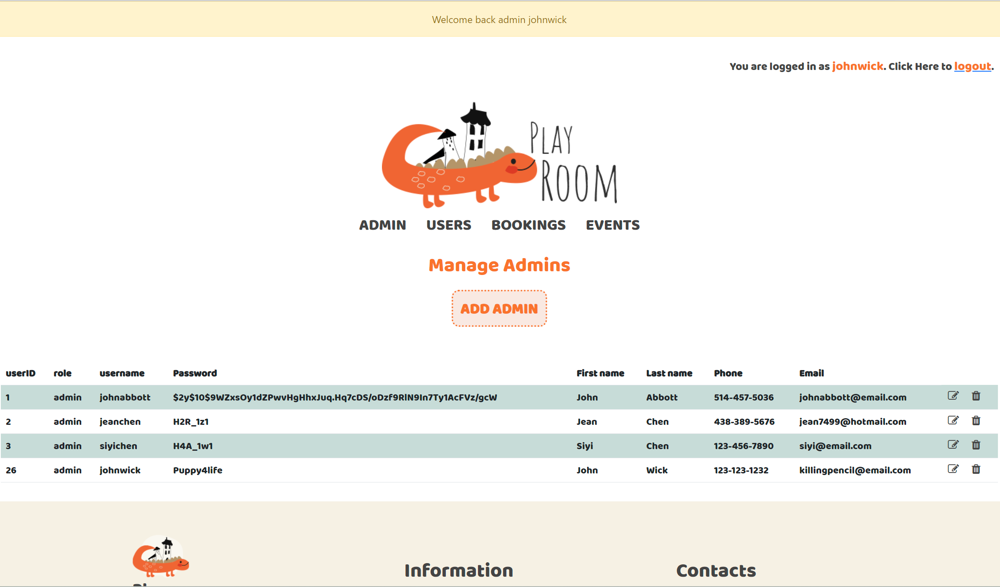 Welcome back admin johnwick
You are logged in as johnwick. Click Here to logout.
PLAY
ROOM
ADMIN USERS BOOKINGS EVENTS
Manage Admins
ADD ADMIN
userID role username Password First name Last name Phone Email
1 admin johnabbott $2y$10$9WZxsOy1dZPwvHgHhxJuq.Hq7cDS/oDzf9RlN9In7Ty1AcFVz/gcW John Abbott 514-457-5036 johnabbott@email.com
2 admin jeanchen H2R_1z1 Jean Chen 438-389-5676 jean7499@hotmail.com
3 admin siyichen H4A_1w1 Siyi Chen 123-456-7890 siyi@email.com
26 admin johnwick Puppy4life John Wick 123-123-1232 killingpencil@email.com
Information
Contacts